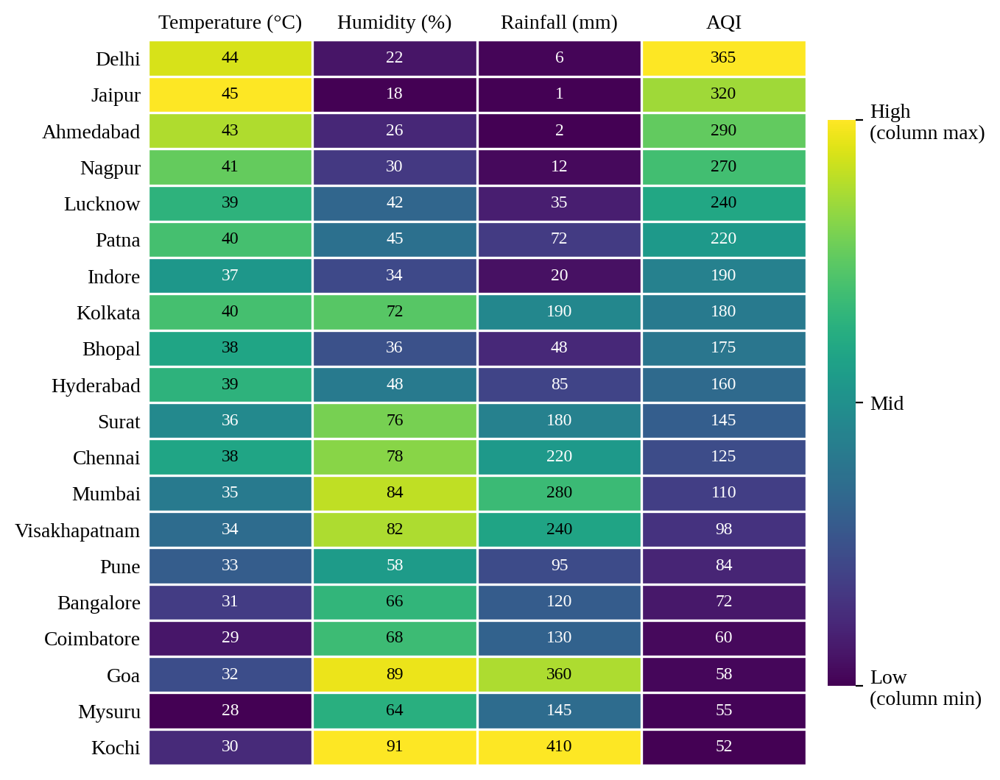 Temperature (°C) Humidity (%) Rainfall (mm) AQI
Delhi 44 22 6 365
Jaipur 45 18 1 320
Ahmedabad 43 26 2 290
Nagpur 41 30 12 270
Lucknow 39 42 35 240
Patna 40 45 72 220
Indore 37 34 20 190
Kolkata 40 72 190 180
Bhopal 38 36 48 175
Hyderabad 39 48 85 160
Surat 36 76 180 145
Chennai 38 78 220 125
Mumbai 35 84 280 110
Visakhapatnam 34 82 240 98
Pune 33 58 95 84
Bangalore 31 66 120 72
Coimbatore 29 68 130 60
Goa 32 89 360 58
Mysuru 28 64 145 55
Kochi 30 91 410 52
High
(column max)
Mid
Low
(column min)